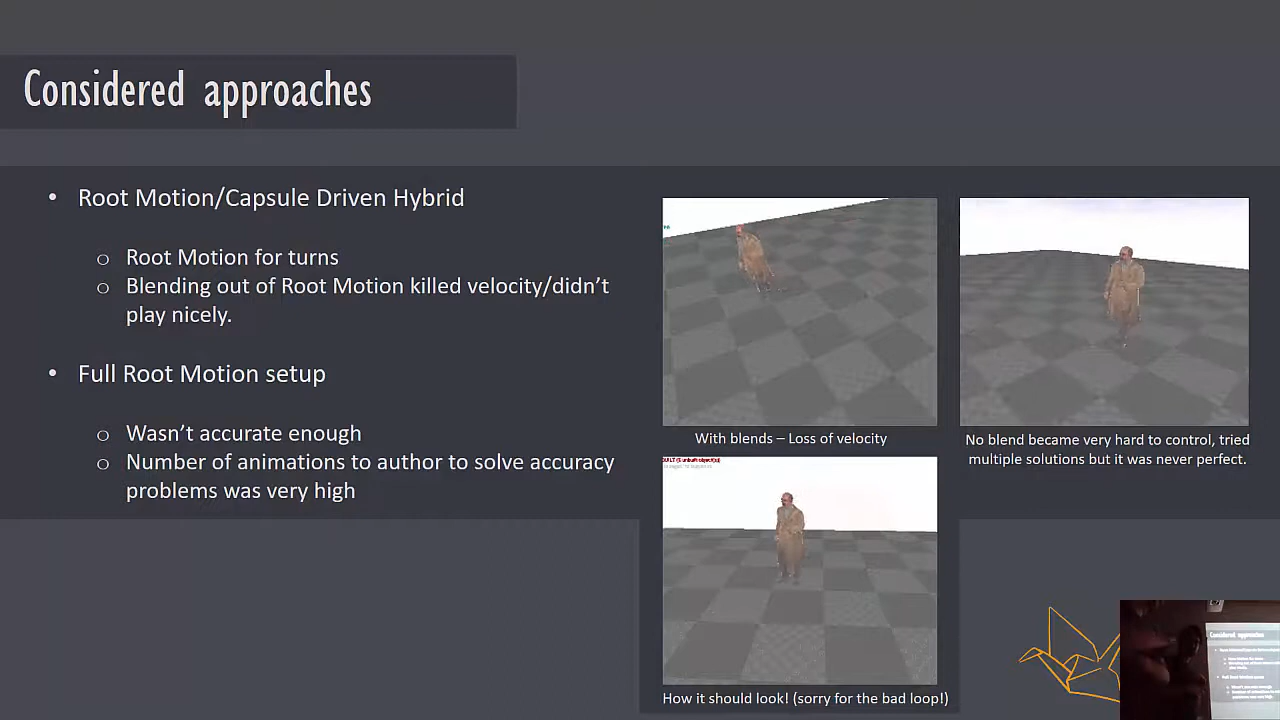 Considered approaches
• Root Motion/Capsule Driven Hybrid
o Root Motion for turns
o Blending out of Root Motion killed velocity/didn't
play nicely.
• Full Root Motion setup
o Wasn't accurate enough
o Number of animations to author to solve accuracy
problems was very high
With blends – Loss of velocity
No blend became very hard to control, tried
multiple solutions but it was never perfect.
How it should look! (sorry for the bad loop!)
Considered approaches